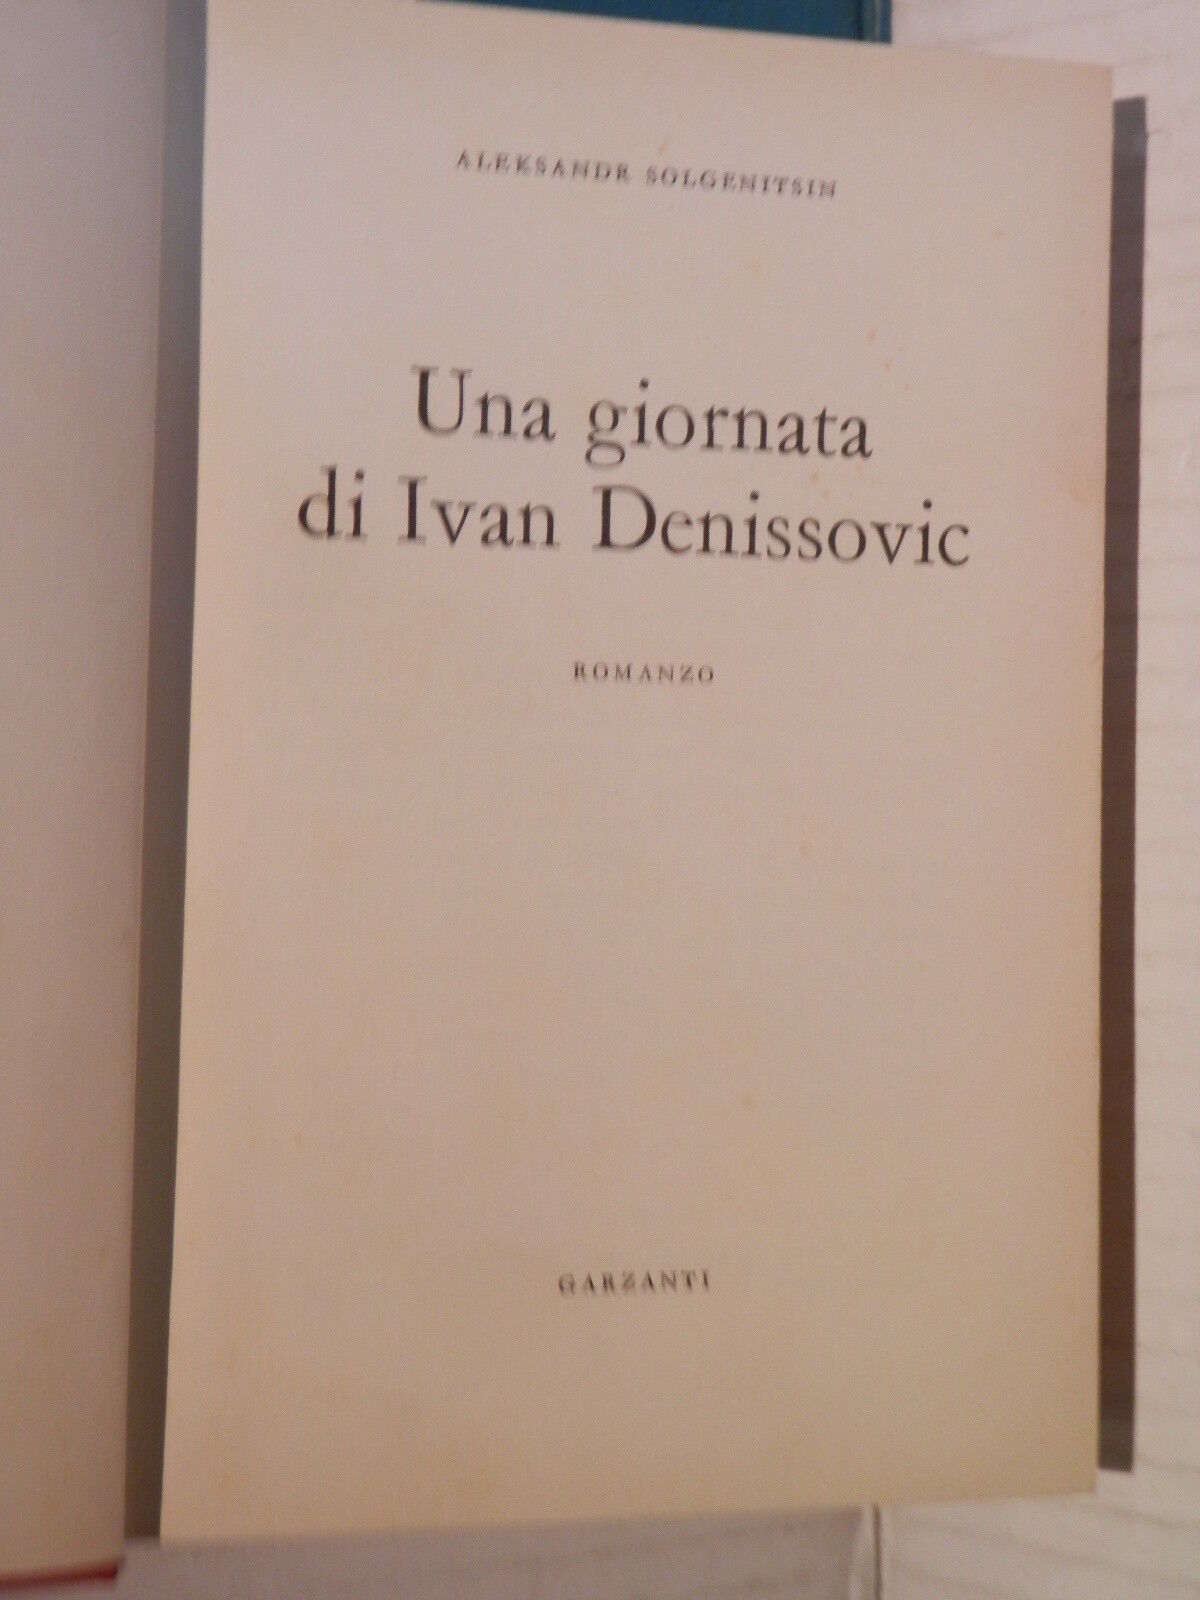 ALEKSANDR SOLGENITSIN
Una giornata
di Ivan Denissovic
ROMANZO
GARZANTI